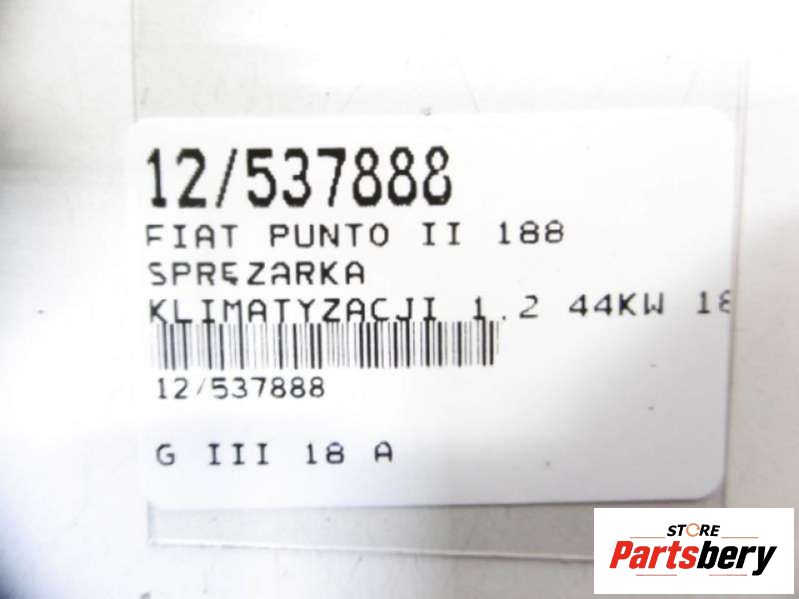 12/537888
FIAT PUNTO II 188
SPRĘZARKA
KLIMATYZACJI 1.2 44KW 18
12/537888
G III 18 A
STORE
Partsbery